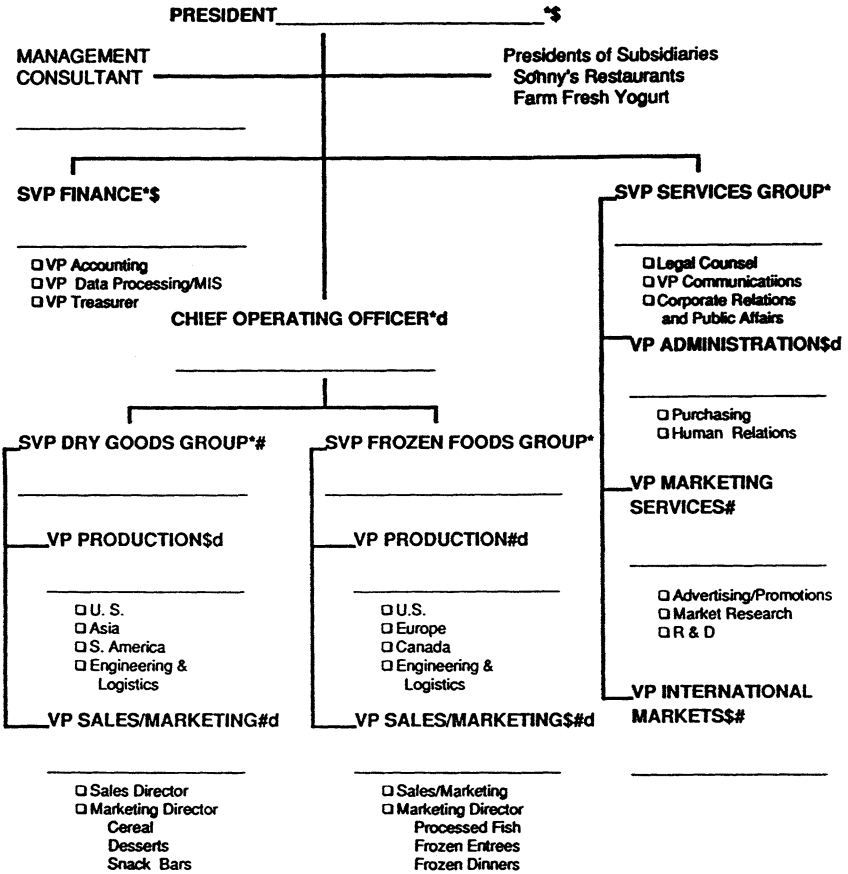 PRESIDENT *$
MANAGEMENT
CONSULTANT
Presidents of Subsidiaries
Sonny's Restaurants
Farm Fresh Yogurt
SVP FINANCE*$
VP Accounting
VP Data Processing/MIS
VP Treasurer
SVP SERVICES GROUP*
Legal Counsel
VP Communicatiions
Corporate Relations
and Public Affairs
CHIEF OPERATING OFFICER*d
VP ADMINISTRATION$d
Purchasing
Human Relations
SVP DRY GOODS GROUP*#
VP PRODUCTION$d
U. S.
Asia
S. America
Engineering &
Logistics
VP SALES/MARKETING#d
Sales Director
Marketing Director
Cereal
Desserts
Snack Bars
SVP FROZEN FOODS GROUP*
VP PRODUCTION#d
U.S.
Europe
Canada
Engineering &
Logistics
VP SALES/MARKETING$#d
Sales/Marketing
Marketing Director
Processed Fish
Frozen Entrees
Frozen Dinners
VP MARKETING
SERVICES#
Advertising/Promotions
Market Research
R & D
VP INTERNATIONAL
MARKETS$#